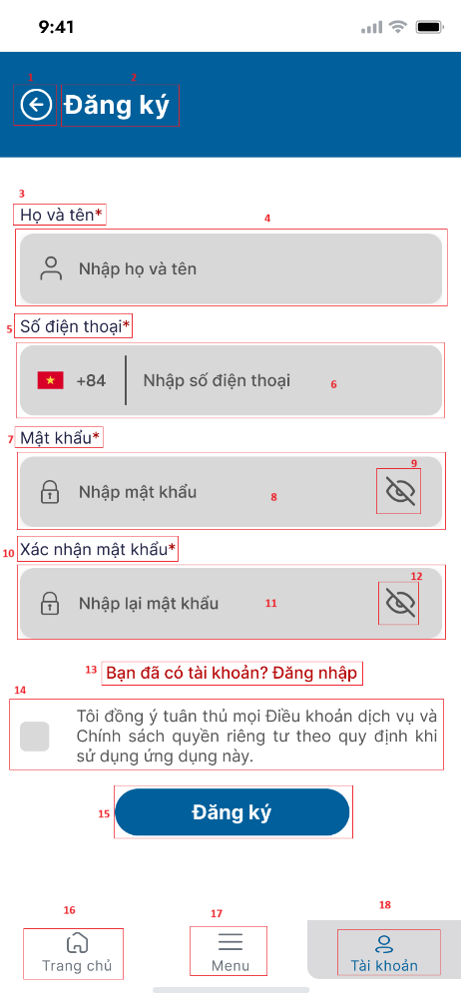 9:41
1
2
Đăng ký
3
Họ và tên*
4
Nhập họ và tên
5
Số điện thoại*
+84
Nhập số điện thoại
6
7
Mật khẩu*
9
Nhập mật khẩu
8
10
Xác nhận mật khẩu*
12
Nhập lại mật khẩu
11
13
Bạn đã có tài khoản? Đăng nhập
14
Tôi đồng ý tuân thủ mọi Điều khoản dịch vụ và
Chính sách quyền riêng tư theo quy định khi
sử dụng ứng dụng này.
15
Đăng ký
16
17
18
Trang chủ
Menu
Tài khoản